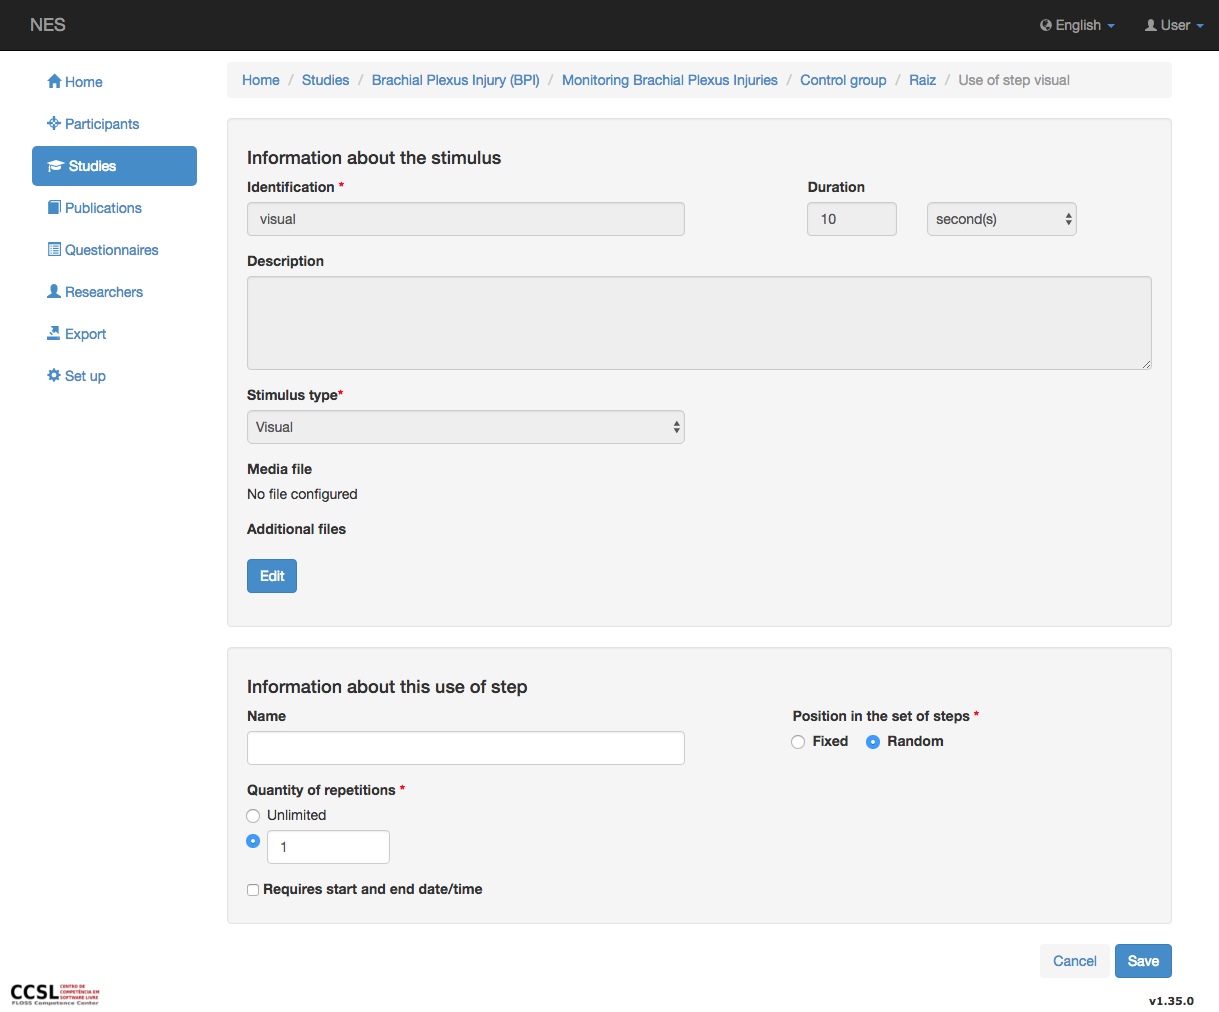 NES
English
User
Home
Participants
Studies
Publications
Questionnaires
Researchers
Export
Set up
Home / Studies / Brachial Plexus Injury (BPI) / Monitoring Brachial Plexus Injuries / Control group / Raiz / Use of step visual
Information about the stimulus
Identification *
Duration
visual
10
second(s)
Description
Stimulus type*
Visual
Media file
No file configured
Additional files
Edit
Information about this use of step
Name
Position in the set of steps *
Fixed
Random
Quantity of repetitions *
Unlimited
1
Requires start and end date/time
Cancel
Save
CCSL
CENTRO DE
COMPETÊNCIA EM
SOFTWARE LIVRE
FLOSS Competence Center
v1.35.0